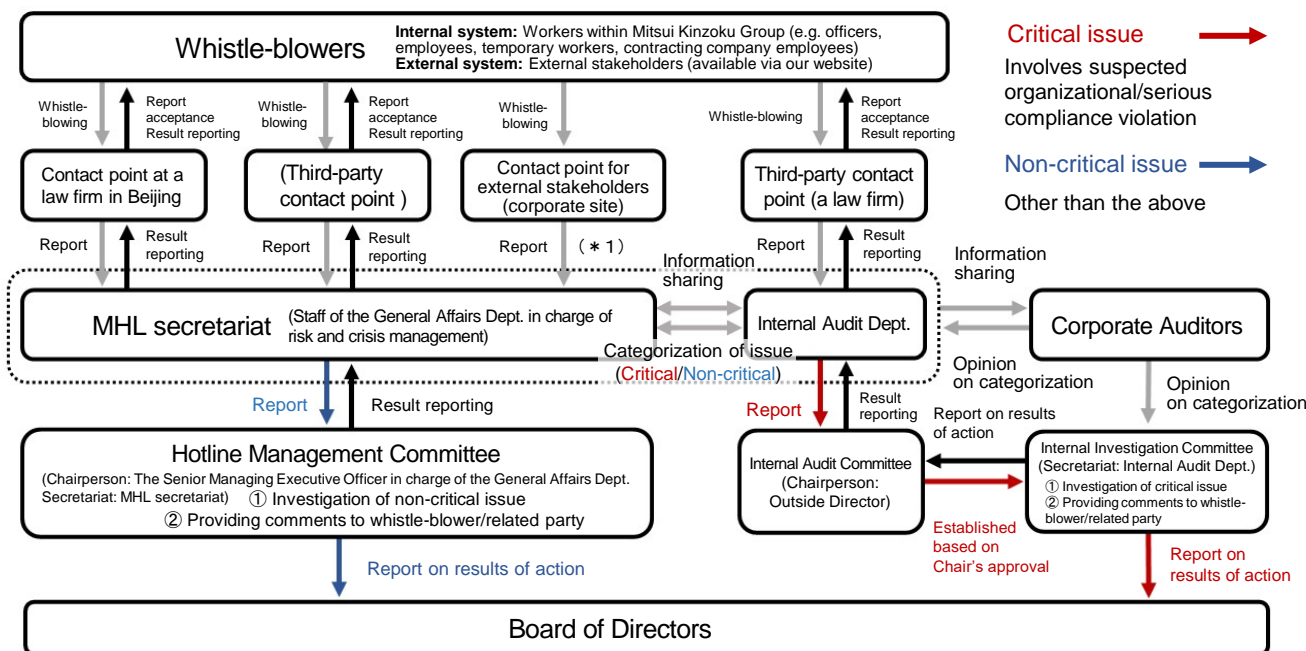 Whistle-blowers
Internal system: Workers within Mitsui Kinzoku Group (e.g. officers,
employees, temporary workers, contracting company employees)
External system: External stakeholders (available via our website)
Critical issue
Involves suspected
organizational/serious
compliance violation
Non-critical issue
Other than the above
Whistle-
blowing
Report
acceptance
Result reporting
Whistle-
blowing
Report
acceptance
Result reporting
Whistle-
blowing
Whistle-blowing
Report
acceptance
Result reporting
Contact point at a
law firm in Beijing
(Third-party
contact point )
Contact point for
external stakeholders
(corporate site)
Third-party contact
point (a law firm)
Report
Result
reporting
Report
Result
reporting
Report
(*1)
Information
sharing
Report
Result
reporting
Information
sharing
MHL secretariat
(Staff of the General Affairs Dept. in charge of
risk and crisis management)
Internal Audit Dept.
Corporate Auditors
Categorization of issue
(Critical/Non-critical)
Opinion
on categorization
Opinion
on categorization
Report
Result reporting
Report
Result
reporting
Report on results
of action
Hotline Management Committee
(Chairperson: The Senior Managing Executive Officer in charge of the General Affairs Dept.
Secretariat: MHL secretariat) ① Investigation of non-critical issue
② Providing comments to whistle-blower/related party
Internal Audit Committee
(Chairperson:
Outside Director)
Internal Investigation Committee
(Secretariat: Internal Audit Dept.)
① Investigation of critical issue
② Providing comments to whistle-
blower/related party
Established
based on
Chair's approval
Report on results of action
Report on
results of action
Board of Directors